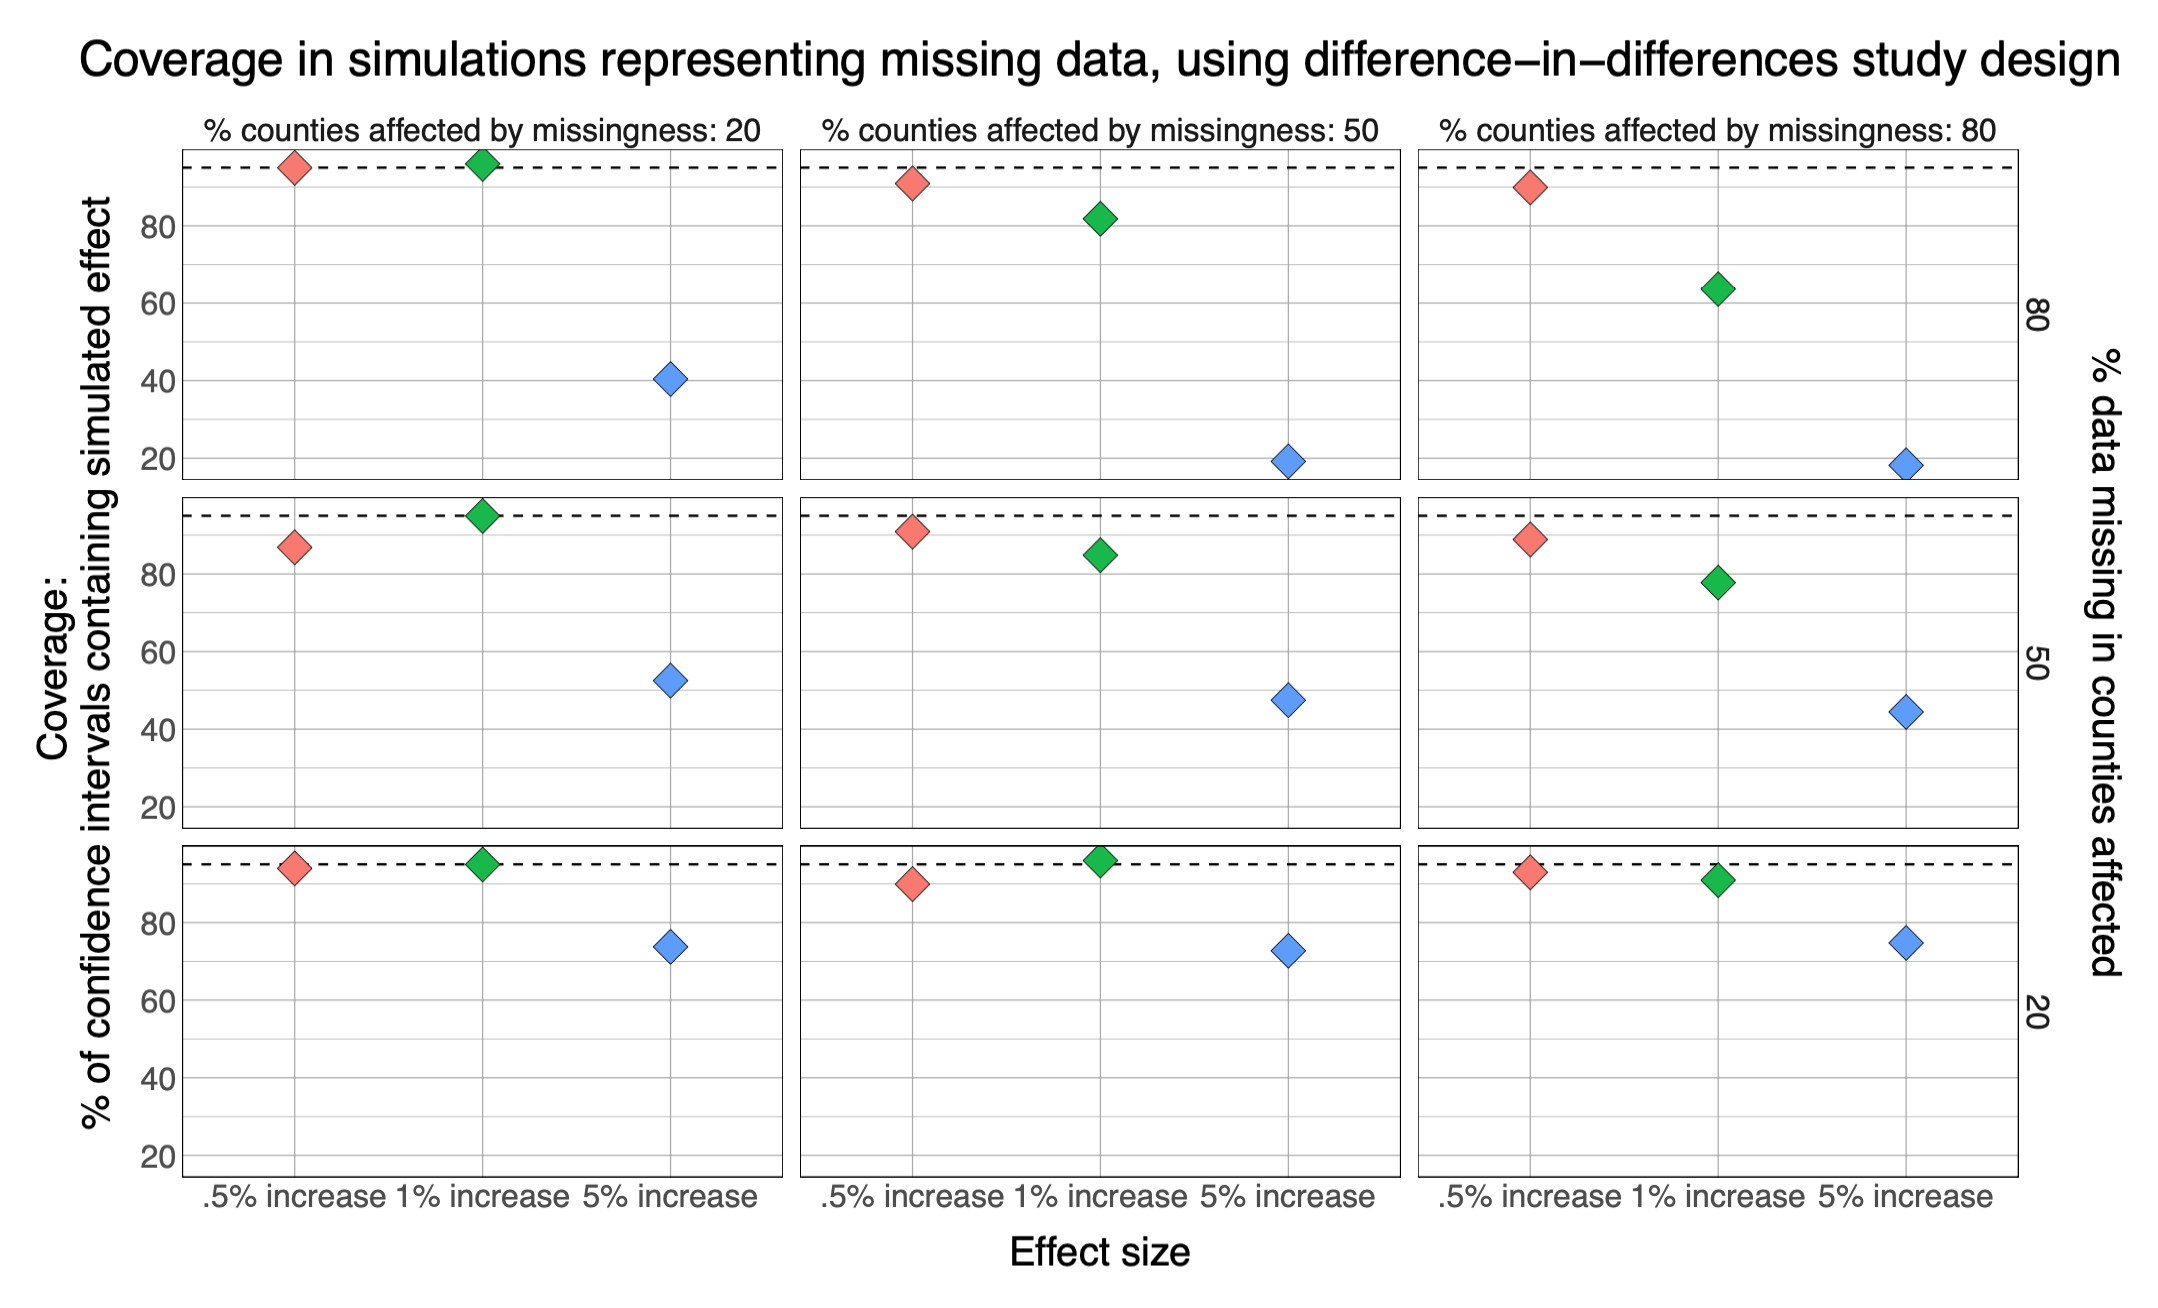 Coverage in simulations representing missing data, using difference−in−differences study design
% counties affected by missingness: 20
% counties affected by missingness: 50
% counties affected by missingness: 80
Coverage:
% of confidence intervals containing simulated effect
80
60
40
20
80
60
40
20
80
60
40
20
80
50
20
% data missing in counties affected
.5% increase 1% increase 5% increase
.5% increase 1% increase 5% increase
.5% increase 1% increase 5% increase
Effect size